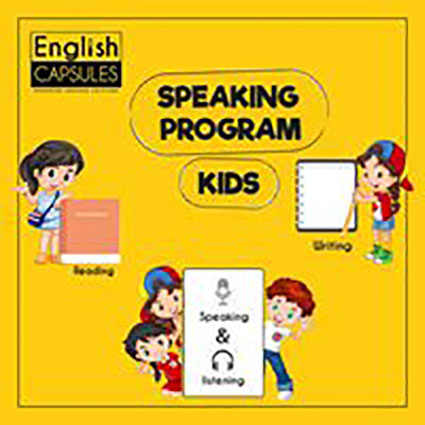 English
CAPSULES
SPEAKING
PROGRAM
KIDS
Reading
Writing
Speaking
&
listening